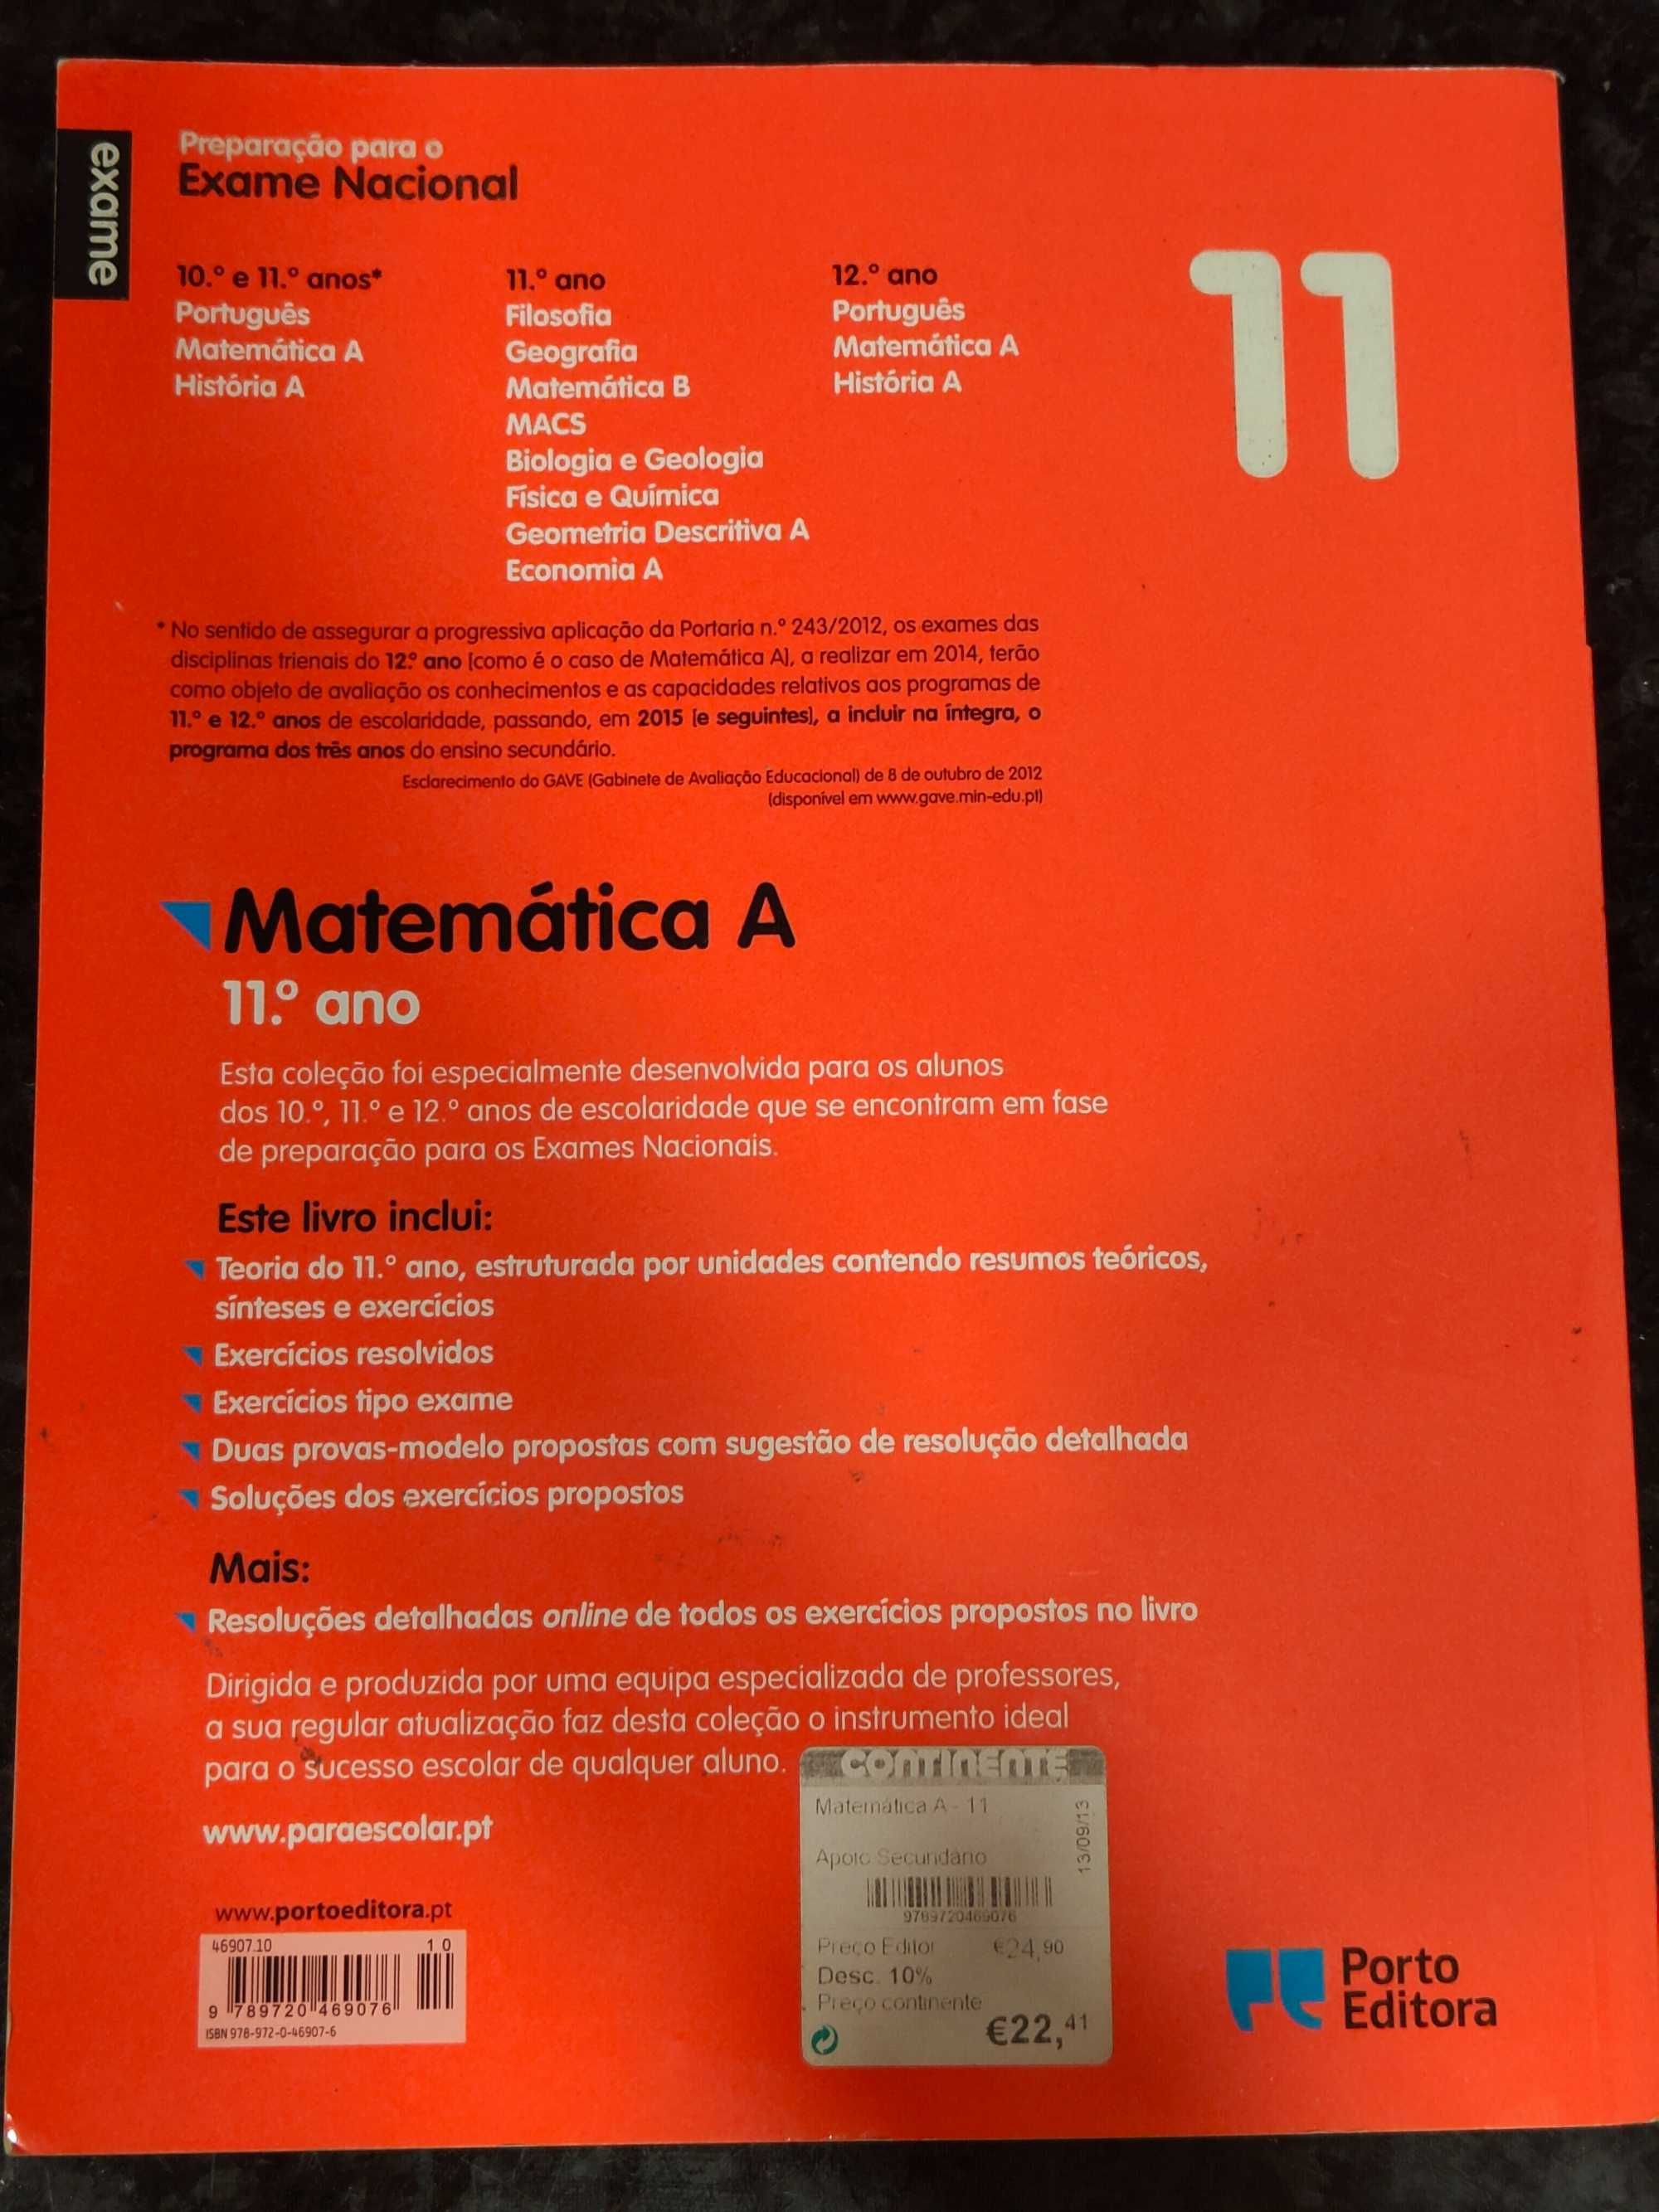 exame
Preparação para o
Exame Nacional
10.º e 11.º anos*
Português
Matemática A
História A
11.º ano
Filosofia
Geografia
Matemática B
MACS
Biologia e Geologia
Física e Química
Geometria Descritiva A
Economia A
12.º ano
Português
Matemática A
História A
11
* No sentido de assegurar a progressiva aplicação da Portaria n.º 243/2012, os exames das
disciplinas trienais do 12.º ano (como é o caso de Matemática A), a realizar em 2014, terão
como objeto de avaliação os conhecimentos e as capacidades relativos aos programas de
11.º e 12.º anos de escolaridade, passando, em 2015 (e seguintes), a incluir na íntegra, o
programa dos três anos do ensino secundário.
Esclarecimento do GAVE (Gabinete de Avaliação Educacional) de 8 de outubro de 2012
(disponível em www.gave.min-edu.pt)
Matemática A
11.º ano
Esta coleção foi especialmente desenvolvida para os alunos
dos 10.º, 11.º e 12.º anos de escolaridade que se encontram em fase
de preparação para os Exames Nacionais.
Este livro inclui:
Teoria do 11.º ano, estruturada por unidades contendo resumos teóricos,
sínteses e exercícios
Exercícios resolvidos
Exercícios tipo exame
Duas provas-modelo propostas com sugestão de resolução detalhada
Soluções dos exercícios propostos
Mais:
Resoluções detalhadas online de todos os exercícios propostos no livro
Dirigida e produzida por uma equipa especializada de professores,
a sua regular atualização faz desta coleção o instrumento ideal
para o sucesso escolar de qualquer aluno.
www.paraescolar.pt
www.portoeditora.pt
46907.10 1 0
9 789720 469076
ISBN 978-972-0-46907-6
CONTINENTE
Matemática A - 11
13/09/13
Apoio Secundário
9789720469076
Preço Editor €24,90
Desc. 10%
Preço continente
€22,41
Porto
Editora